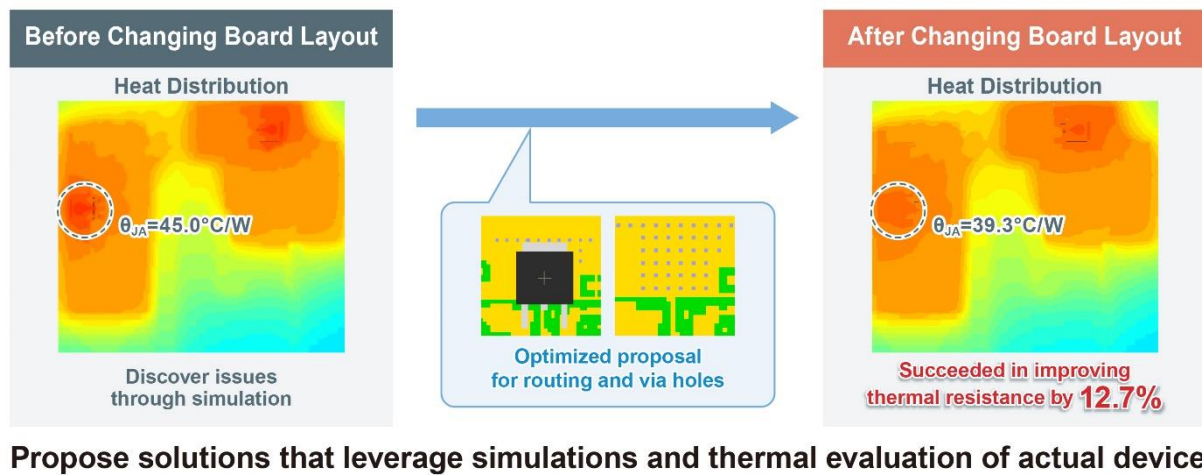 Before Changing Board Layout
Heat Distribution
θJA=45.0°C/W
Discover issues
through simulation
Optimized proposal
for routing and via holes
After Changing Board Layout
Heat Distribution
θJA=39.3°C/W
Succeeded in improving
thermal resistance by 12.7%
Propose solutions that leverage simulations and thermal evaluation of actual device